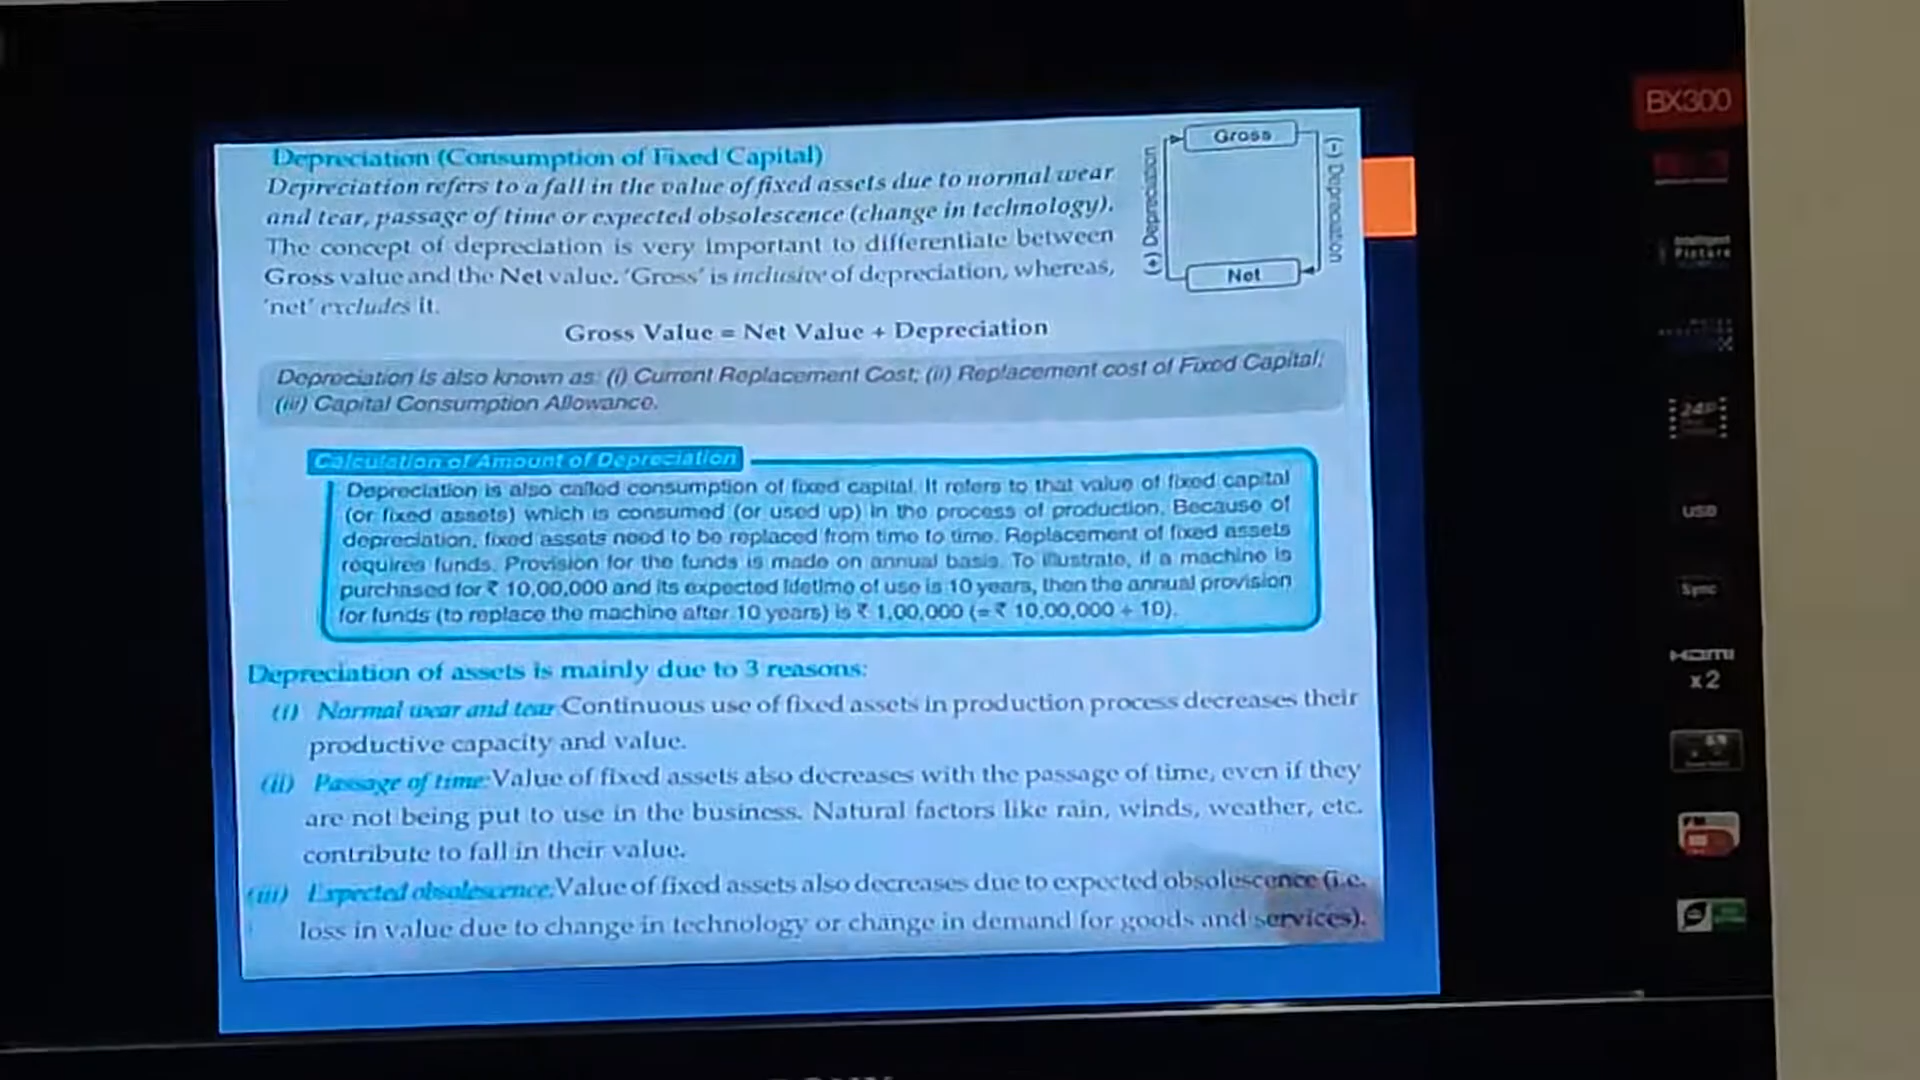 Depreciation (Consumption of Fixed Capital)
Depreciation refers to a fall in the value of fixed assets due to normal wear
and tear, passage of time or expected obsolescence (change in technology).
The concept of depreciation is very important to differentiate between
Gross value and the Net value. 'Gross' is inclusive of depreciation, whereas,
'net' excludes it.
Gross
(+) Depreciation
(-) Depreciation
Net
Gross Value = Net Value + Depreciation
Depreciation is also known as: (i) Current Replacement Cost; (ii) Replacement cost of Fixed Capital;
(iii) Capital Consumption Allowance.
Calculation of Amount of Depreciation
Depreciation is also called consumption of fixed capital. It refers to that value of fixed capital
(or fixed assets) which is consumed (or used up) in the process of production. Because of
depreciation, fixed assets need to be replaced from time to time. Replacement of fixed assets
requires funds. Provision for the funds is made on annual basis. To illustrate, if a machine is
purchased for ₹ 10,00,000 and its expected lifetime of use is 10 years, then the annual provision
for funds (to replace the machine after 10 years) is ₹ 1,00,000 (= ₹ 10,00,000 ÷ 10).
Depreciation of assets is mainly due to 3 reasons:
(i) Normal wear and tear Continuous use of fixed assets in production process decreases their
productive capacity and value.
(ii) Passage of time: Value of fixed assets also decreases with the passage of time, even if they
are not being put to use in the business. Natural factors like rain, winds, weather, etc.
contribute to fall in their value.
(iii) Expected obsolescence: Value of fixed assets also decreases due to expected obsolescence (i.e.
loss in value due to change in technology or change in demand for goods and services).
BX300
Intelligent
Picture
24P
USB
Sync
HDMI
x2